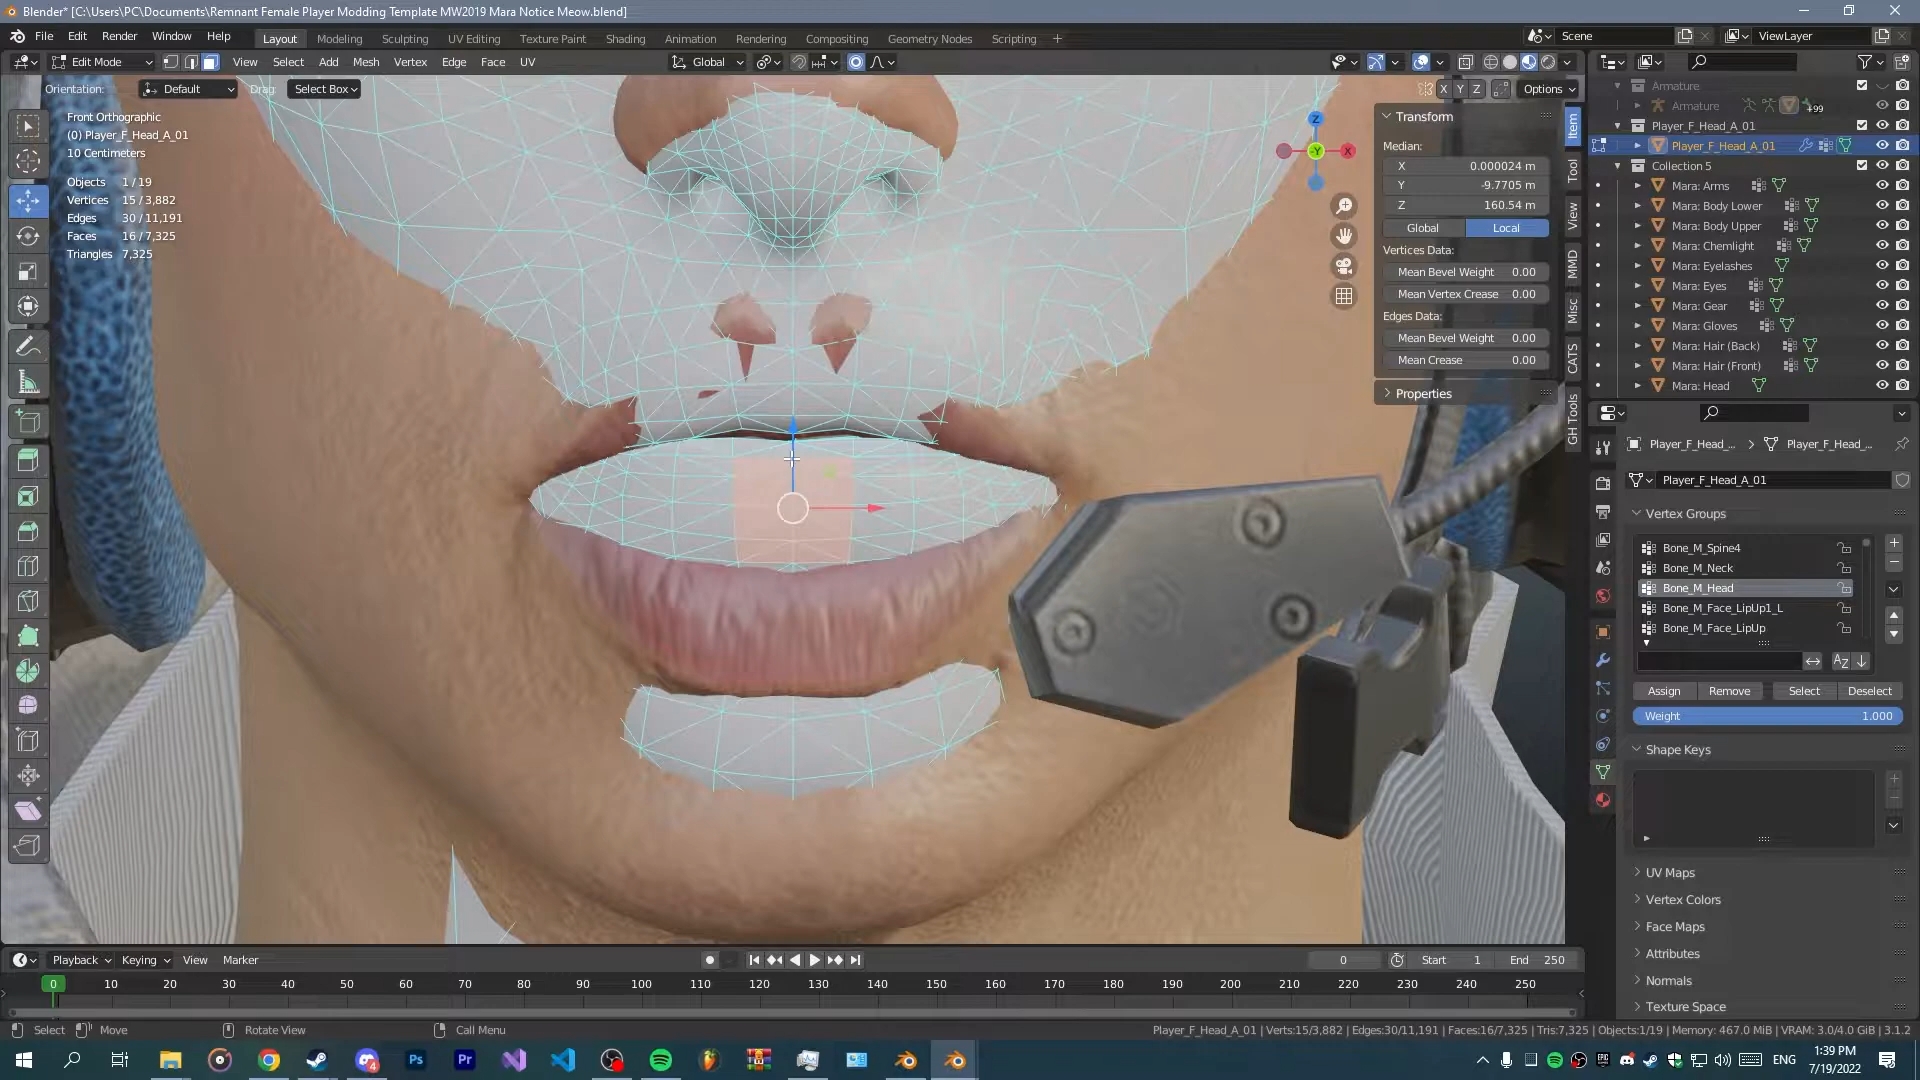 Blender* [C:\Users\PC\Documents\Remnant Female Player Modding Template MW2019 Mara Notice Meow.blend]
File Edit Render Window Help
Layout Modeling Sculpting UV Editing Texture Paint Shading Animation Rendering Compositing Geometry Nodes Scripting +
Scene
ViewLayer
Edit Mode
View Select Add Mesh Vertex Edge Face UV
Global
Orientation: Default Drag: Select Box
X Y Z Options
Front Orthographic
(0) Player_F_Head_A_01
10 Centimeters
Objects 1 / 19
Vertices 15 / 3,882
Edges 30 / 11,191
Faces 16 / 7,325
Triangles 7,325
Z
-Y
X
Transform
Median:
X 0.000024 m
Y -9.7705 m
Z 160.54 m
Global Local
Vertices Data:
Mean Bevel Weight 0.00
Mean Vertex Crease 0.00
Edges Data:
Mean Bevel Weight 0.00
Mean Crease 0.00
Properties
Item
Tool
View
MMD
Misc
CATS
GH Tools
Armature
Armature +99
Player_F_Head_A_01
Player_F_Head_A_01
Collection 5
Mara: Arms
Mara: Body Lower
Mara: Body Upper
Mara: Chemlight
Mara: Eyelashes
Mara: Eyes
Mara: Gear
Mara: Gloves
Mara: Hair (Back)
Mara: Hair (Front)
Mara: Head
Player_F_Head_... > Player_F_Head_A_...
Player_F_Head_A_01
Vertex Groups
Bone_M_Spine4
Bone_M_Neck
Bone_M_Head
Bone_M_Face_LipUp1_L
Bone_M_Face_LipUp
Assign Remove Select Deselect
Weight 1.000
Shape Keys
UV Maps
Vertex Colors
Face Maps
Attributes
Normals
Texture Space
Playback Keying View Marker
0 Start 1 End 250
0 10 20 30 40 50 60 70 80 90 100 110 120 130 140 150 160 170 180 190 200 210 220 230 240 250
Select Move Rotate View Call Menu
Player_F_Head_A_01 | Verts:15/3,882 | Edges:30/11,191 | Faces:16/7,325 | Tris:7,325 | Objects:1/19 | Memory: 467.0 MiB | VRAM: 3.0/4.0 GiB | 3.1.2
4
Ps
Pr
ENG
1:39 PM
7/19/2022